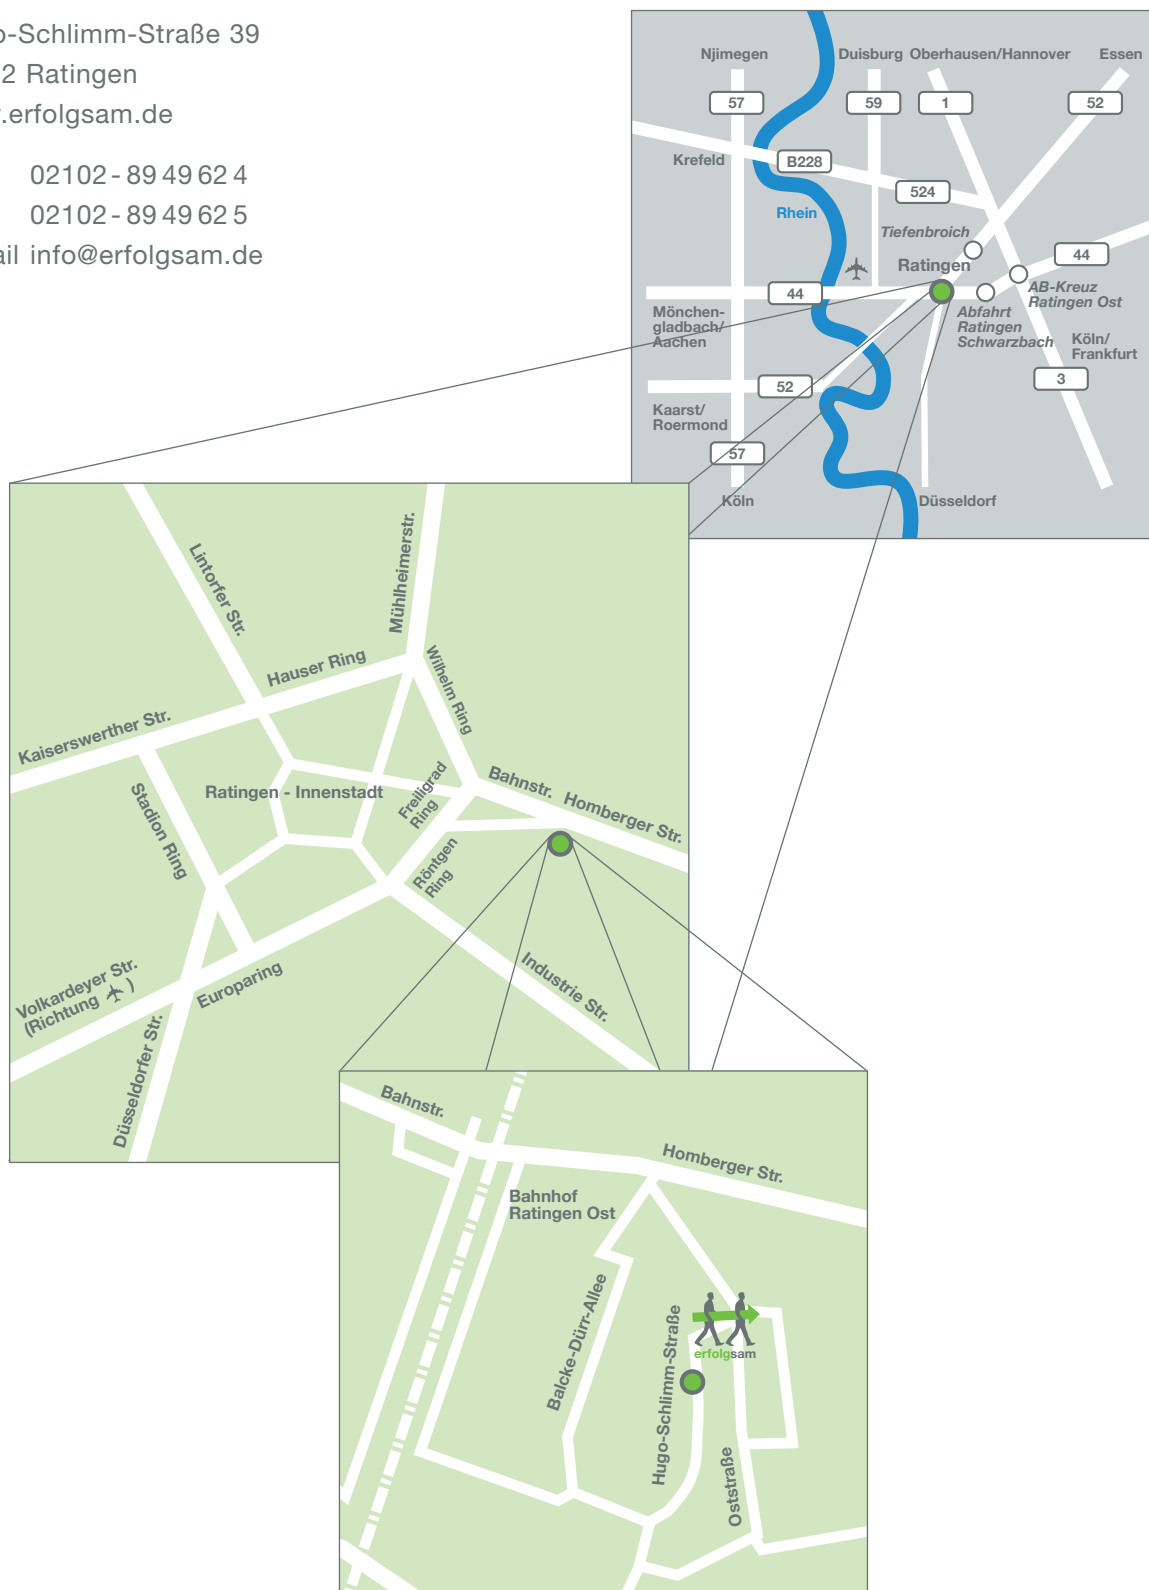 o-Schlimm-Straße 39
2 Ratingen
.erfolgsam.de
02102 - 89 49 62 4
02102 - 89 49 62 5
ail info@erfolgsam.de
Njimegen
Duisburg
Oberhausen/Hannover
Essen
57
59
1
52
Krefeld
B228
524
Rhein
Tiefenbroich
Ratingen
44
44
AB-Kreuz
Ratingen Ost
Mönchen-
gladbach/
Aachen
Abfahrt
Ratingen
Schwarzbach
Köln/
Frankfurt
3
52
Kaarst/
Roermond
57
Köln
Düsseldorf
Lintorfer Str.
Mühlheimerstr.
Hauser Ring
Wilhelm Ring
Kaiserswerther Str.
Stadion Ring
Ratingen - Innenstadt
Freiligrad
Ring
Bahnstr.
Homberger Str.
Röntgen
Ring
Volkardeyer Str.
(Richtung )
Europaring
Industrie Str.
Düsseldorfer Str.
Bahnstr.
Homberger Str.
Bahnhof
Ratingen Ost
Balcke-Dürr-Allee
Hugo-Schlimm-Straße
erfolgsam
Oststraße